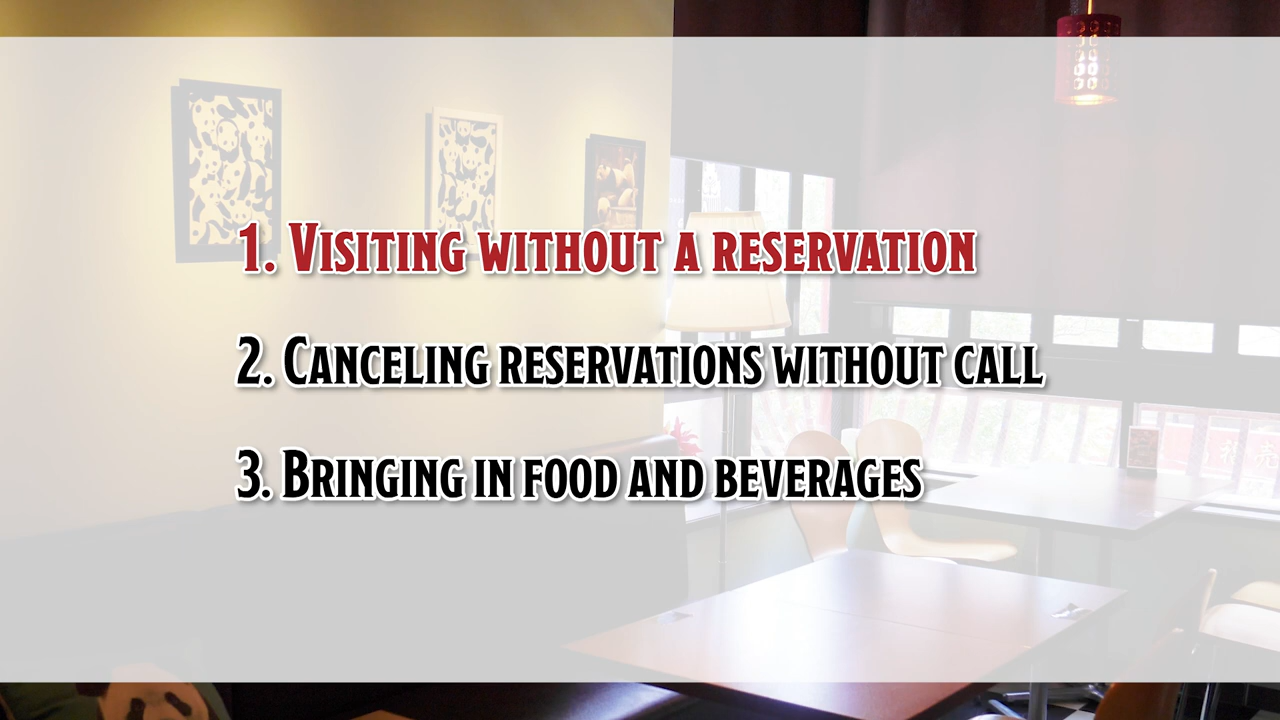 1. Visiting without a reservation
2. Canceling reservations without call
3. Bringing in food and beverages